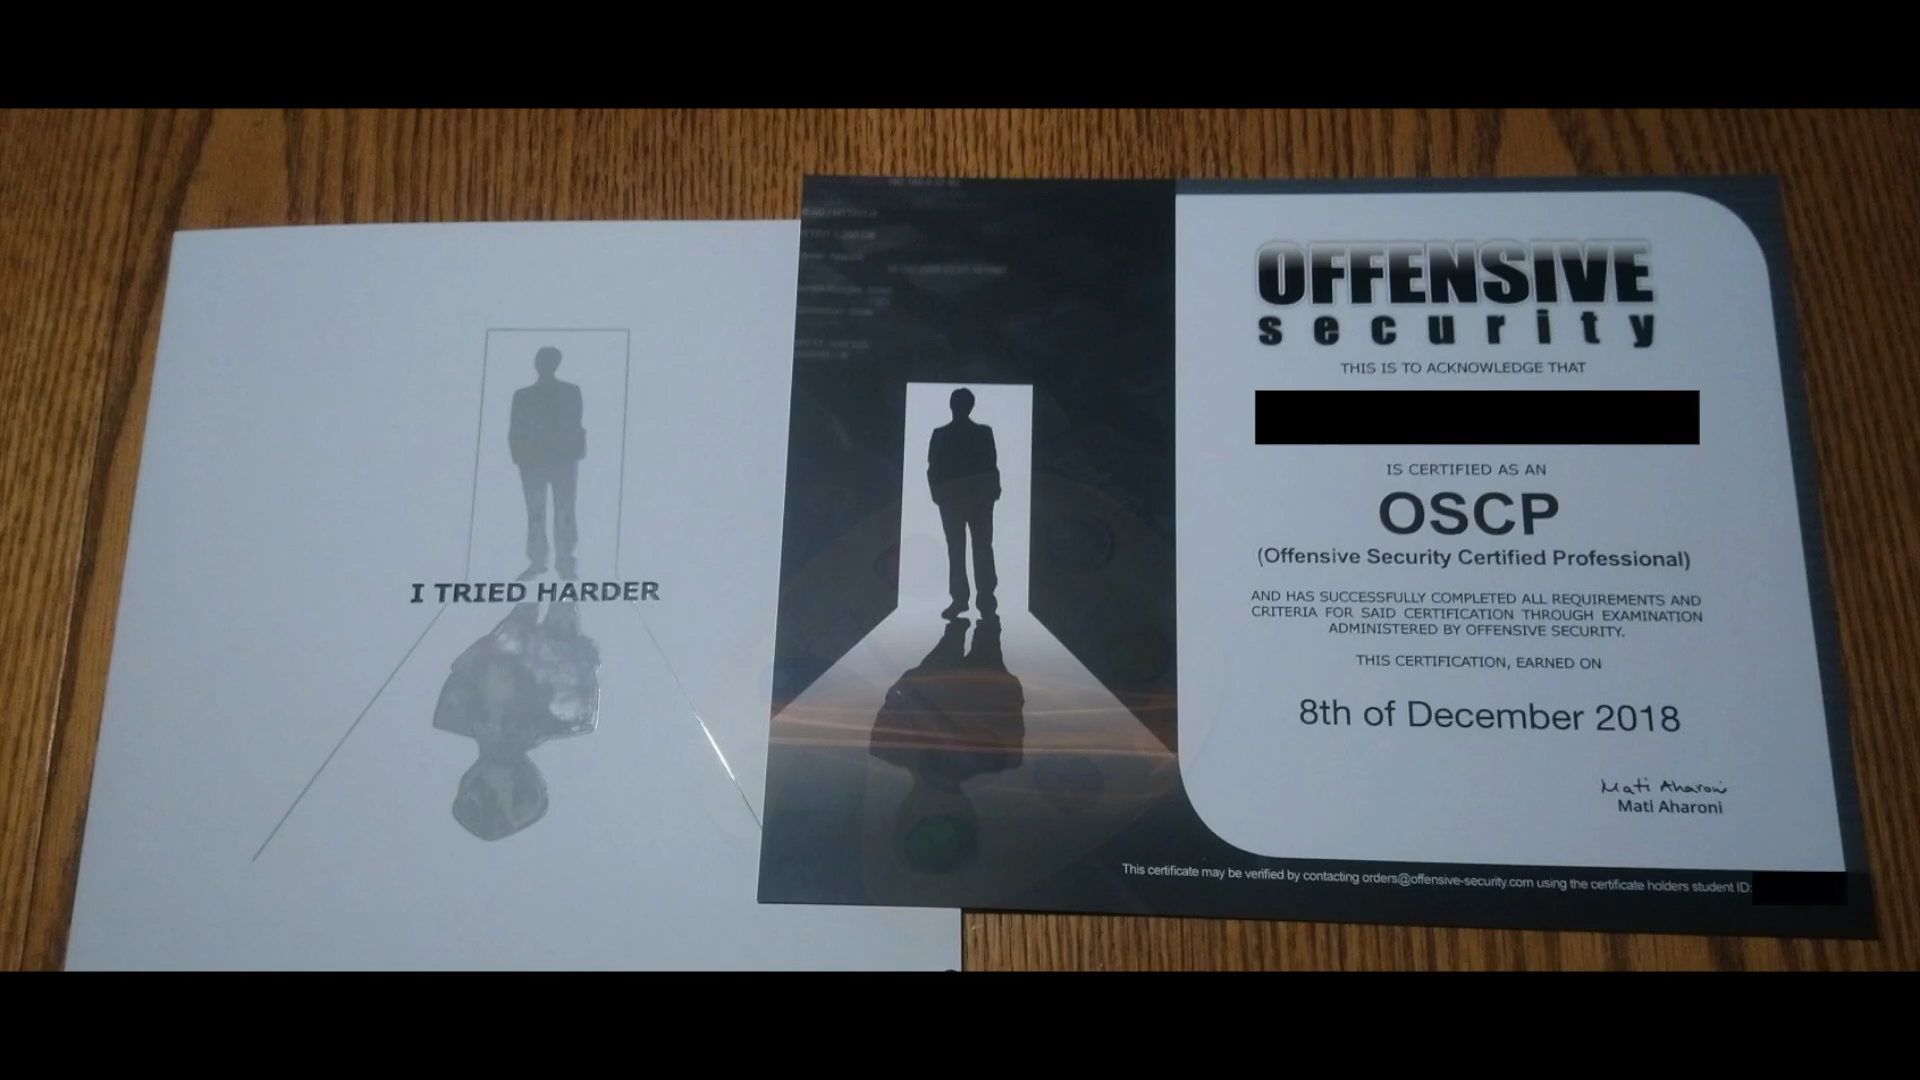 I TRIED HARDER
OFFENSIVE
security
THIS IS TO ACKNOWLEDGE THAT
IS CERTIFIED AS AN
OSCP
(Offensive Security Certified Professional)
AND HAS SUCCESSFULLY COMPLETED ALL REQUIREMENTS AND
CRITERIA FOR SAID CERTIFICATION THROUGH EXAMINATION
ADMINISTERED BY OFFENSIVE SECURITY.
THIS CERTIFICATION, EARNED ON
8th of December 2018
Mati Aharoni
Mati Aharoni
This certificate may be verified by contacting orders@offensive-security.com using the certificate holders student ID: